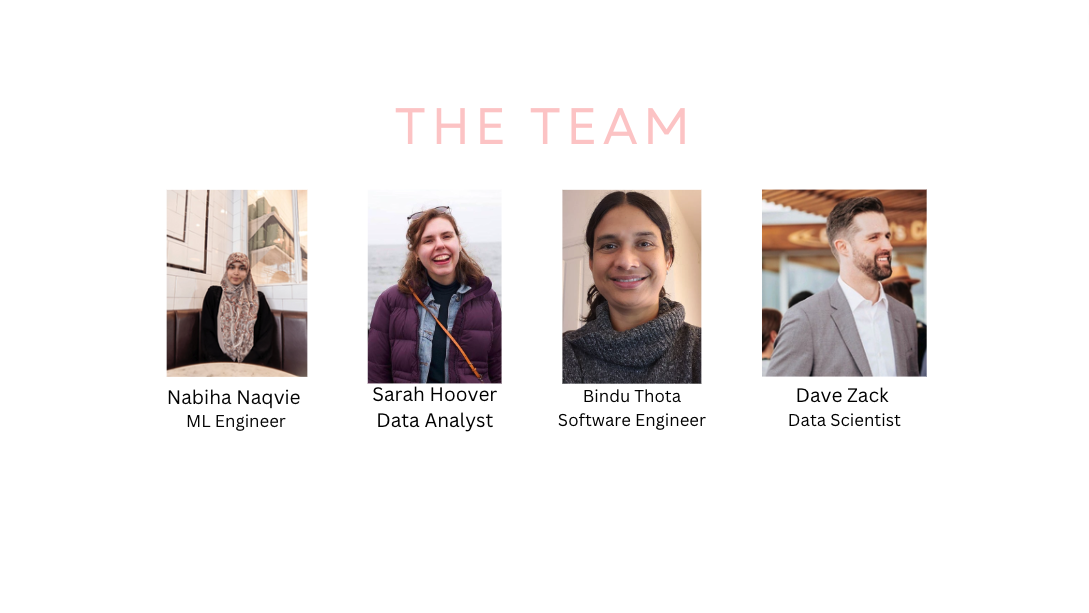 THE TEAM
Nabiha Naqvie
ML Engineer
Sarah Hoover
Data Analyst
Bindu Thota
Software Engineer
Dave Zack
Data Scientist